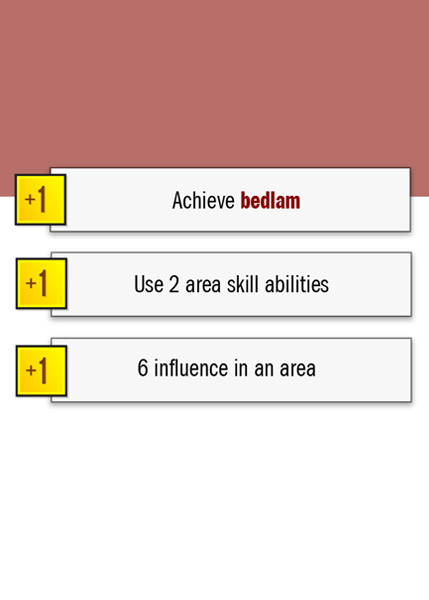 +1 Achieve bedlam
+1 Use 2 area skill abilities
+1 6 influence in an area